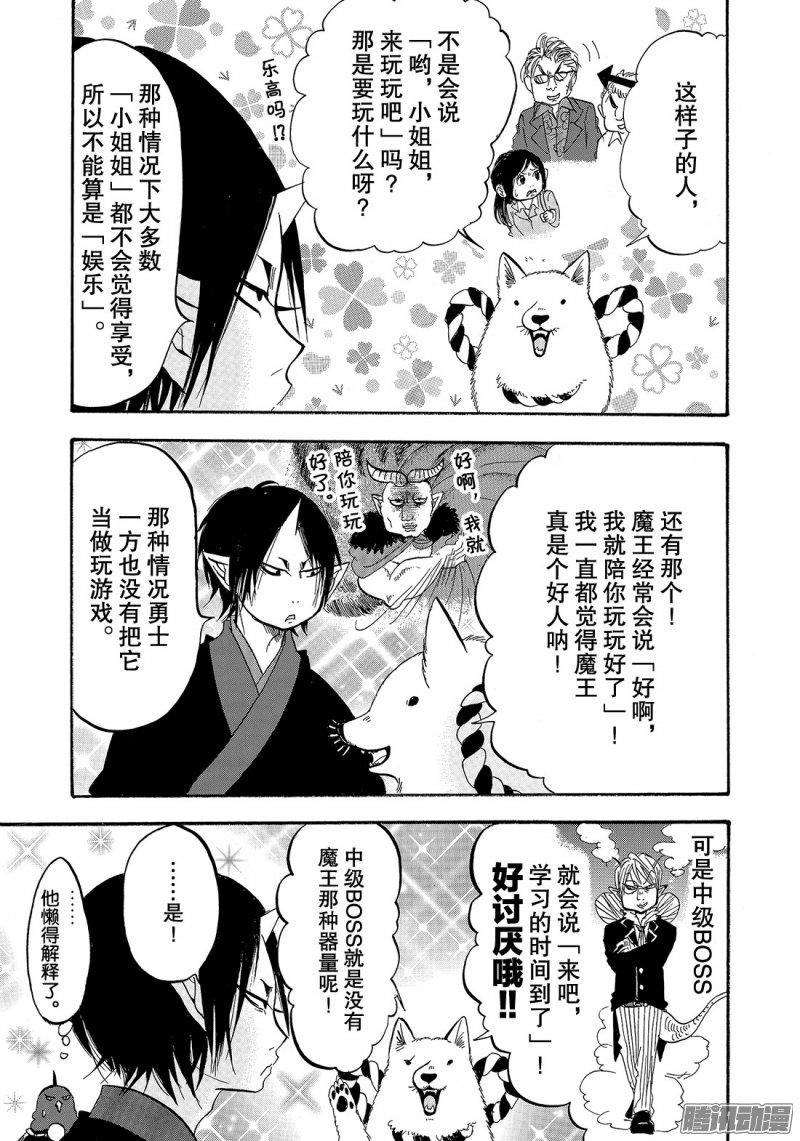 这样子的人，
不是会说
「哟，小姐姐，
来玩玩吧」吗？
那是要玩什么呀？
乐高吗!?
那种情况下大多数
「小姐姐」都不会觉得享受，
所以不能算是「娱乐」。
还有那个！
魔王经常会说「好啊，
我就陪你玩玩好了」！
我一直都觉得魔王
真是个好人呐！
好啊，
我就
陪你玩玩
好了。
那种情况勇士
一方也没有把它
当做玩游戏。
可是中级BOSS
就会说「来吧，
学习的时间到了」！
好讨厌哦!!
中级BOSS就是没有
魔王那种器量呢！
……是！
……他懒得解释了。
腾讯动漫